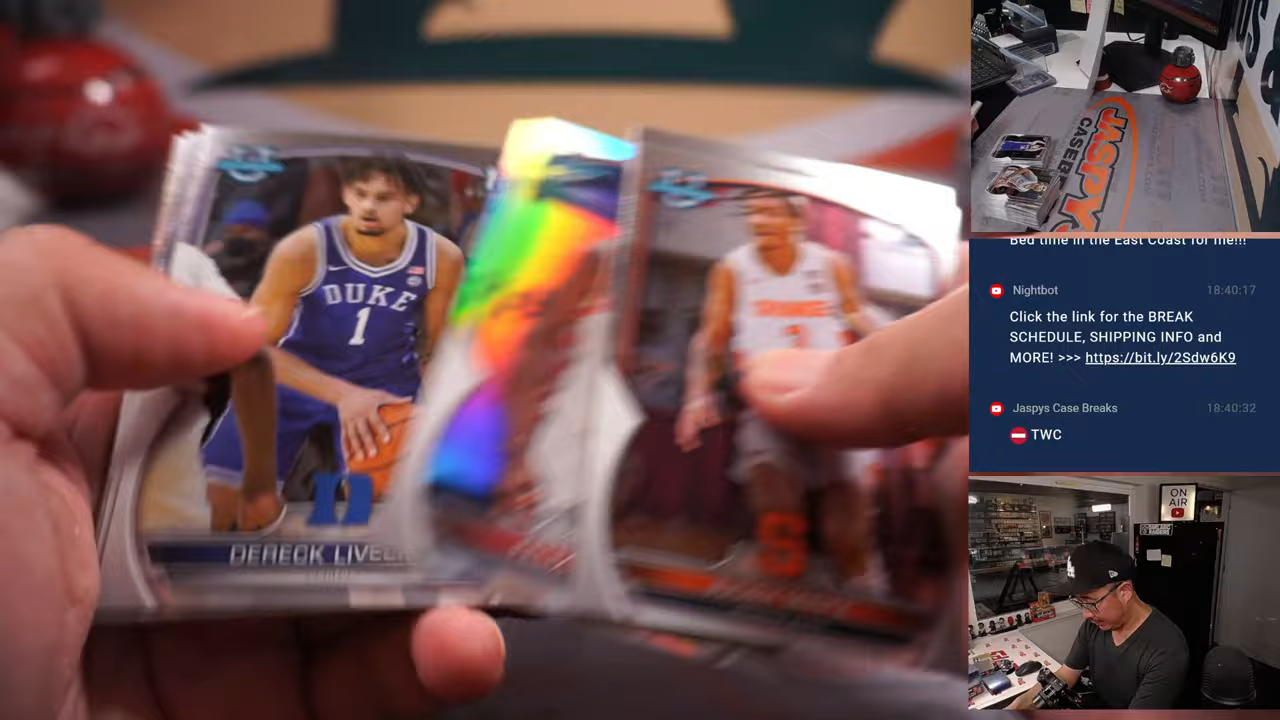 DUKE
1
DERECK LIVEL
JASPY'S
CASEB
Bed time in the East Coast for me!!!
Nightbot 18:40:17
Click the link for the BREAK
SCHEDULE, SHIPPING INFO and
MORE! >>> https://bit.ly/2Sdw6K9
Jaspys Case Breaks 18:40:32
TWC
ON
AIR